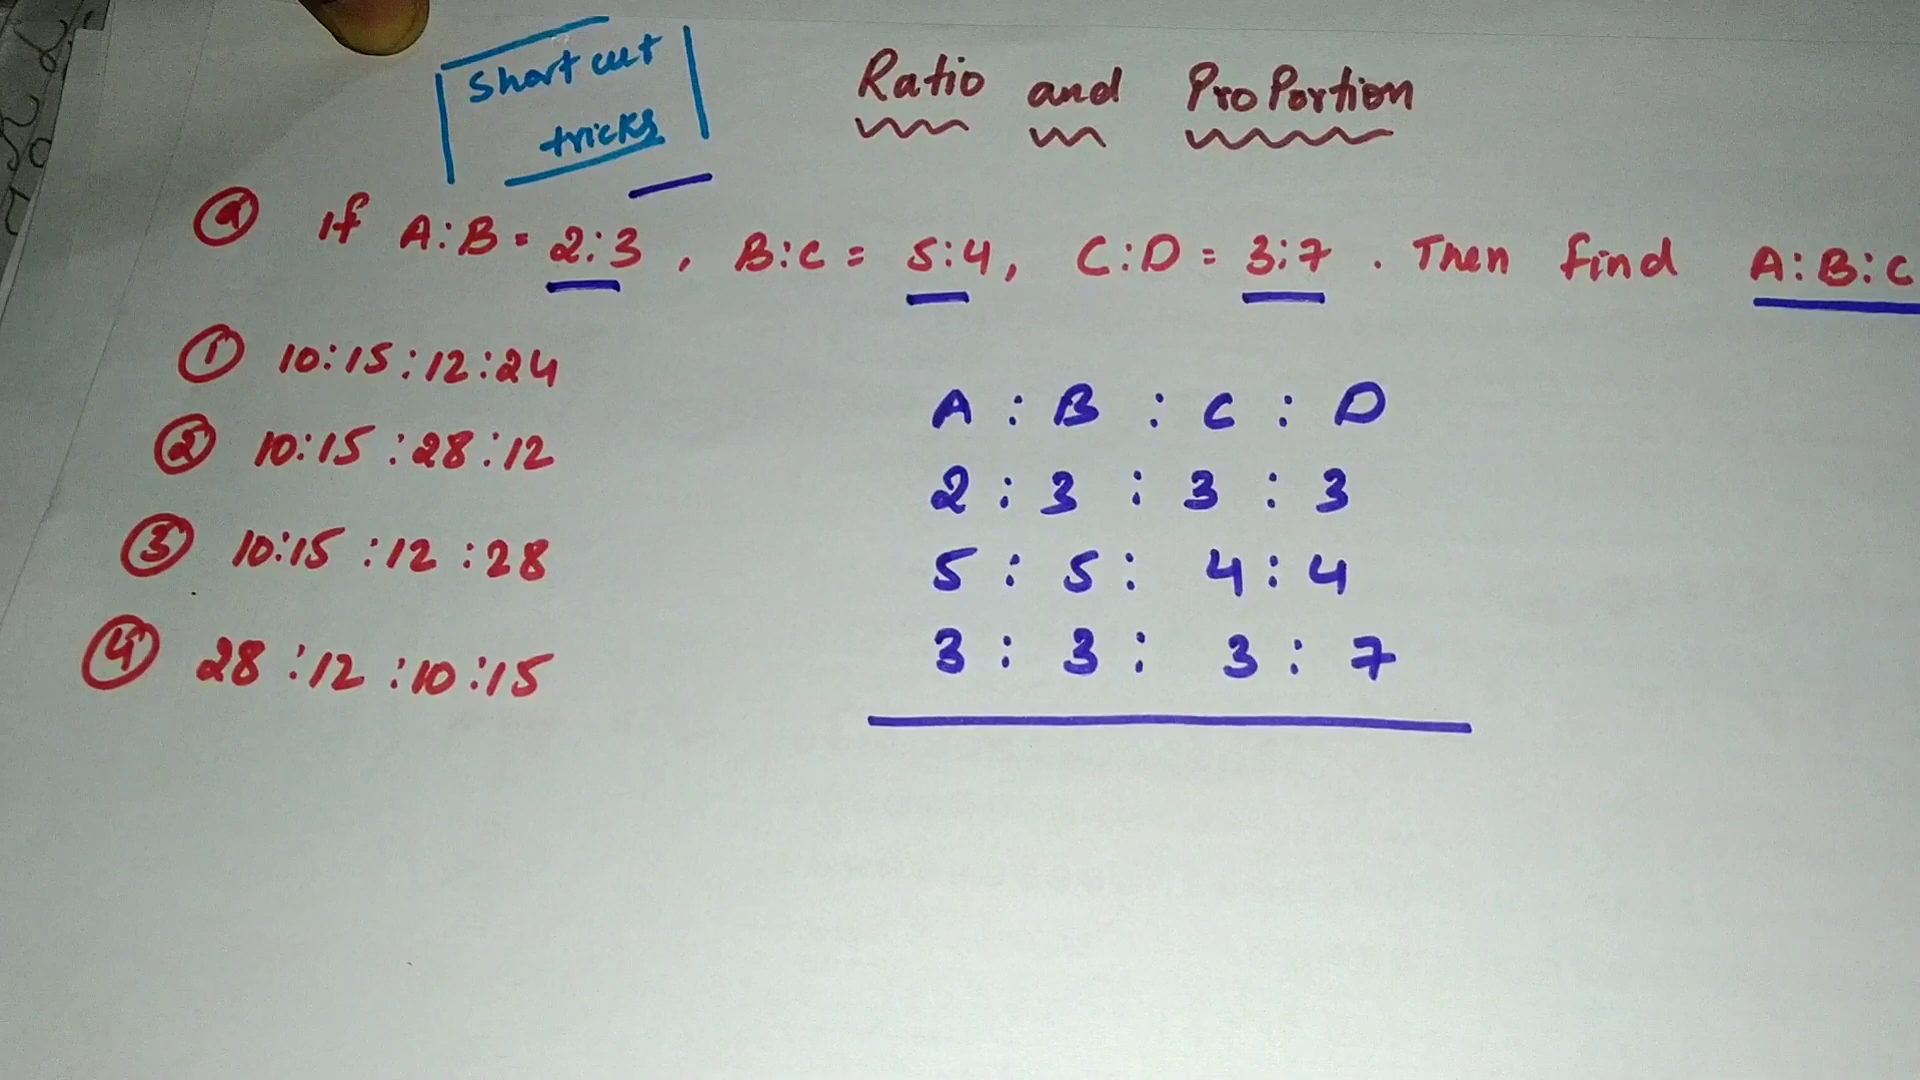 Short cut
tricks
Ratio and Proportion
Q If A:B = 2:3, B:C = 5:4, C:D = 3:7. Then find A:B:C
① 10:15:12:24
② 10:15:28:12
③ 10:15:12:28
④ 28:12:10:15
A : B : C : D
2 : 3 : 3 : 3
5 : 5 : 4 : 4
3 : 3 : 3 : 7